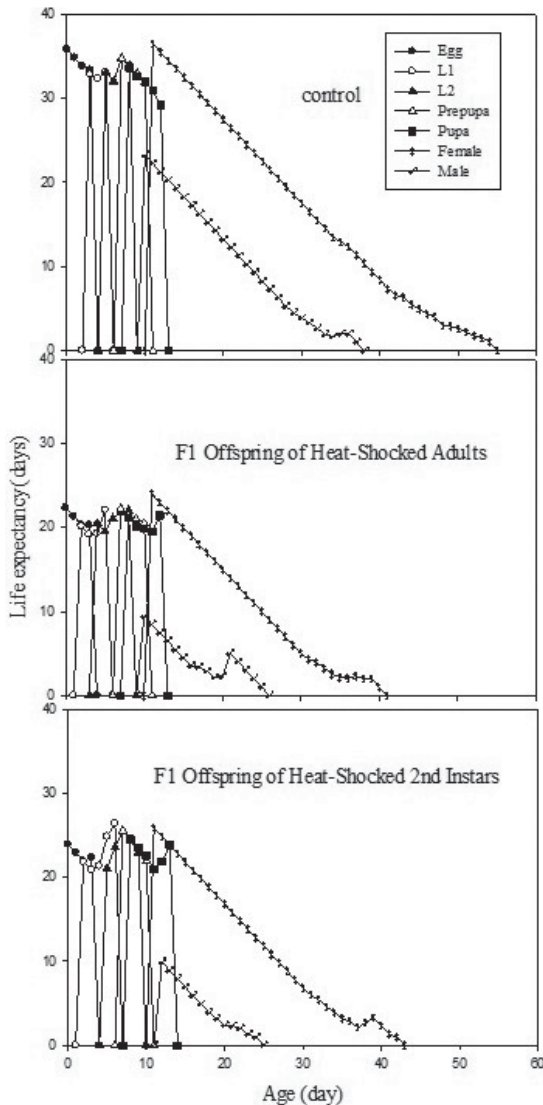 40
30
20
10
0
Egg
L1
L2
Prepupa
Pupa
Female
Male
control
40
30
20
10
0
F1 Offspring of Heat-Shocked Adults
Life expectancy (days)
40
30
20
10
0
F1 Offspring of Heat-Shocked 2nd Instars
0 10 20 30 40 50 60
Age (day)